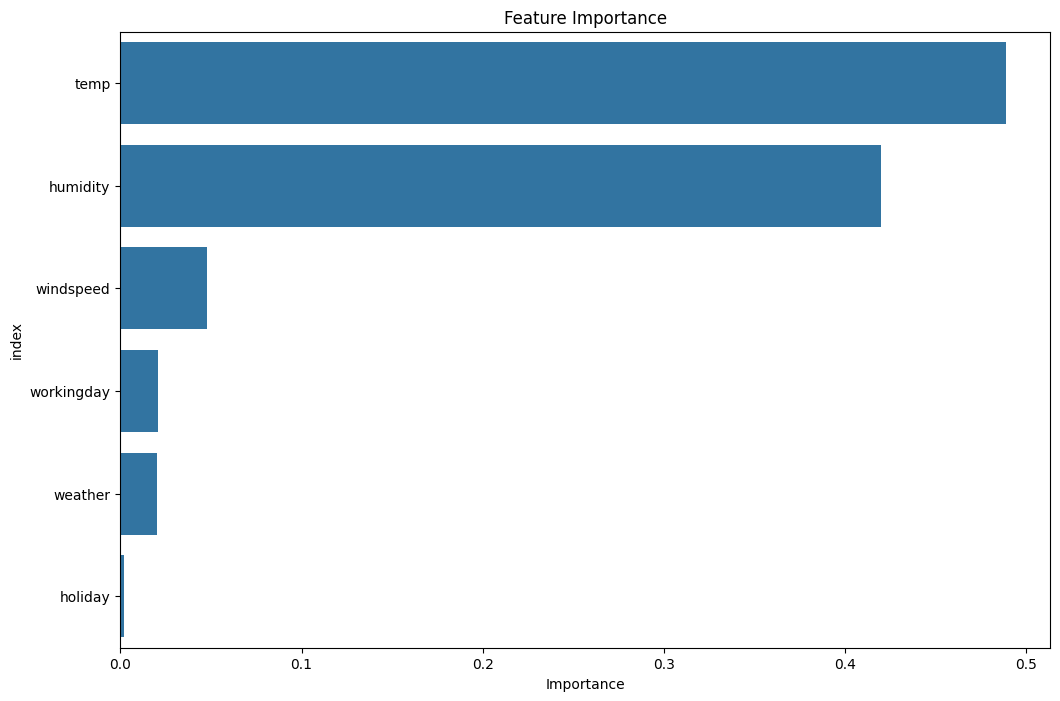 Feature Importance
temp
humidity
windspeed
workingday
weather
holiday
index
0.0 0.1 0.2 0.3 0.4 0.5
Importance